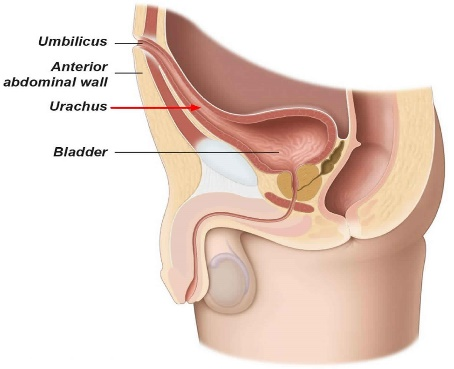 Umbilicus
Anterior
abdominal wall
Urachus
Bladder